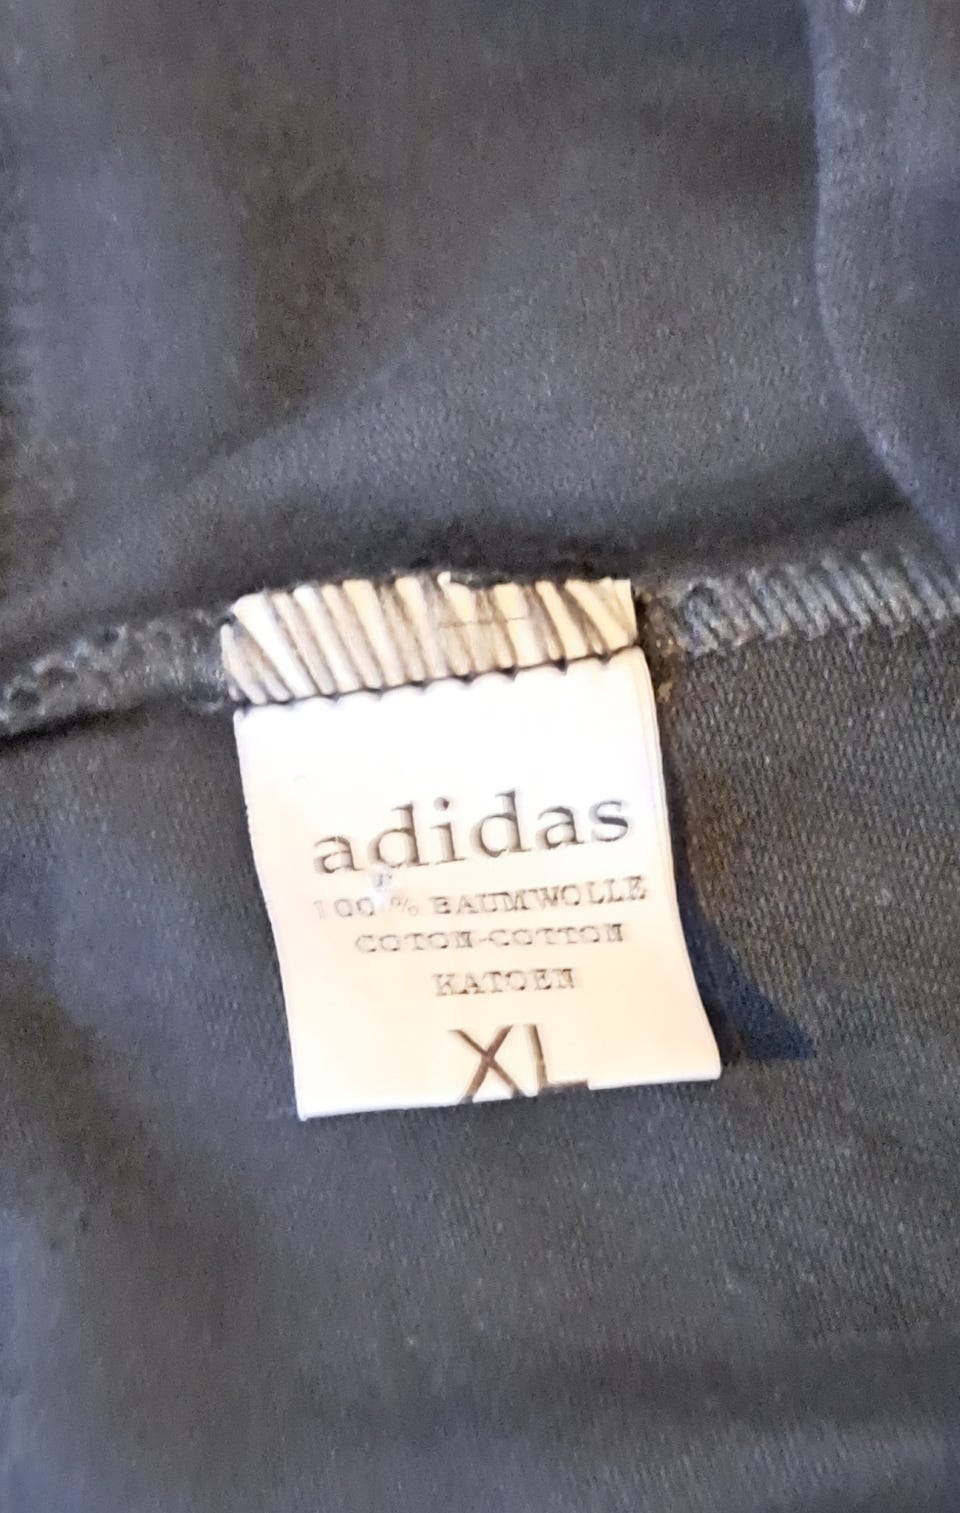 adidas
100% BAUMWOLLE
COTON-COTTON
KATOEN
XL